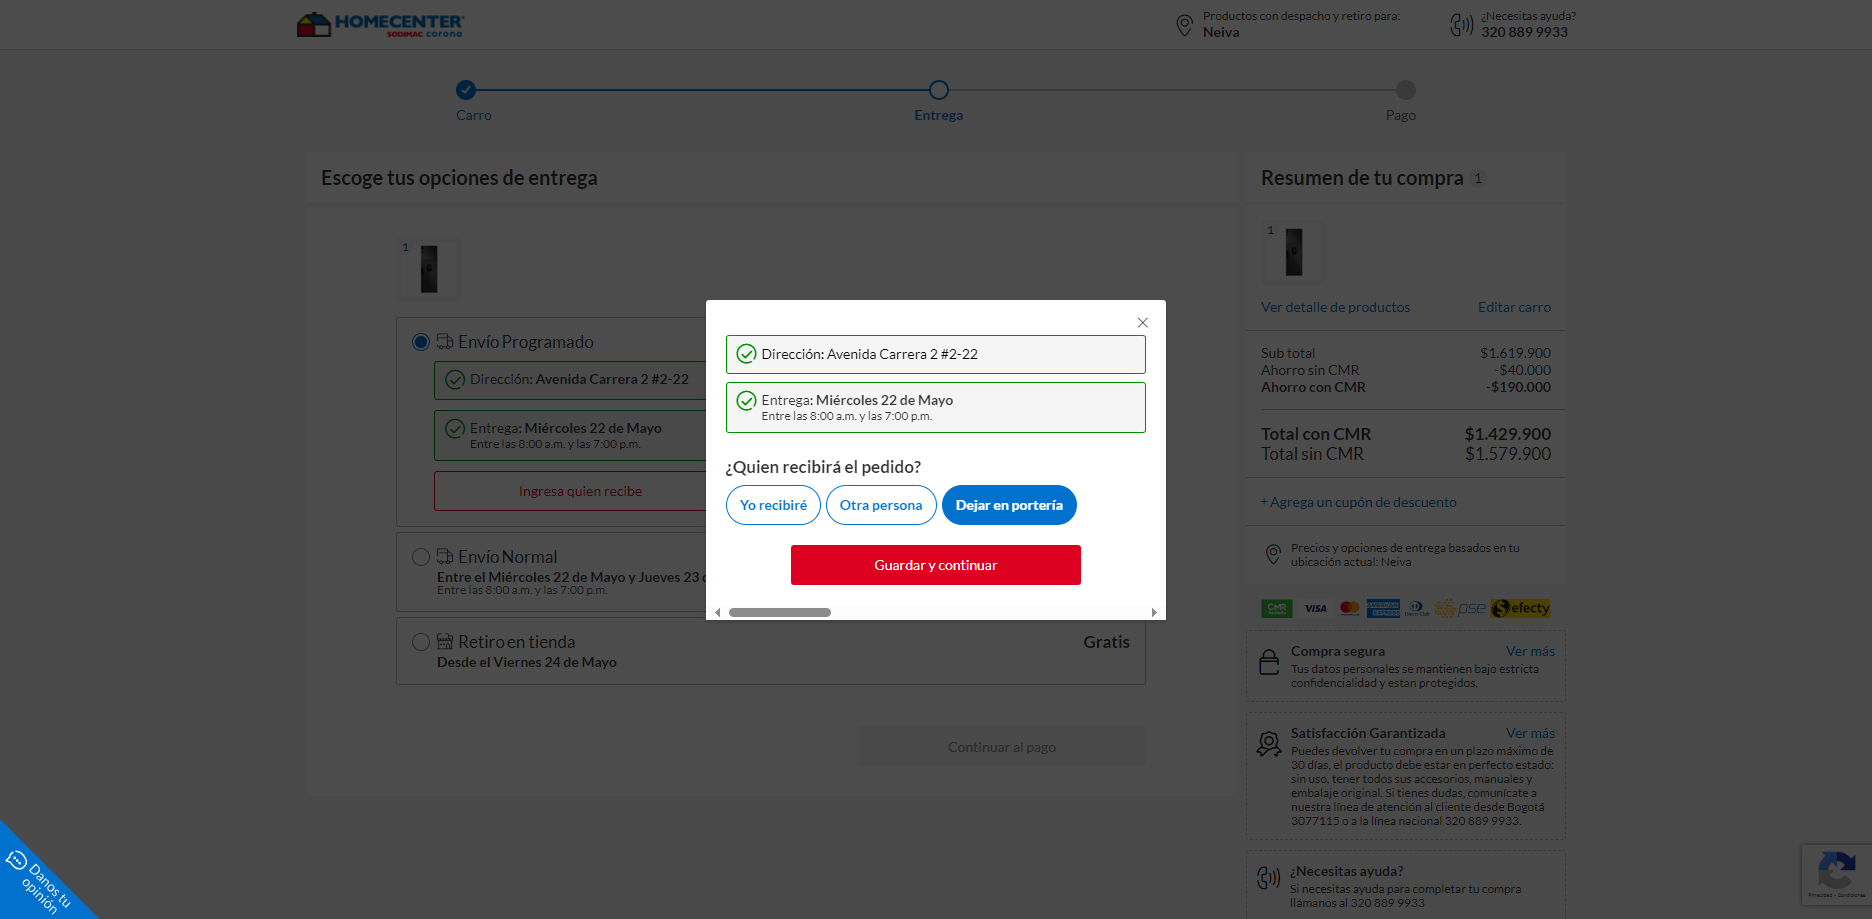 HOMECENTER
SODIMAC corona
Productos con despacho y retiro para:
Neiva
¿Necesitas ayuda?
320 889 9933
Carro
Entrega
Pago
Escoge tus opciones de entrega
1
Envío Programado
Dirección: Avenida Carrera 2 #2-22
Entrega: Miércoles 22 de Mayo
Entre las 8:00 a.m. y las 7:00 p.m.
Ingresa quien recibe
Envío Normal
Entre el Miércoles 22 de Mayo y Jueves 23 d
Entre las 8:00 a.m. y las 7:00 p.m.
Retiro en tienda
Gratis
Desde el Viernes 24 de Mayo
Continuar al pago
Dirección: Avenida Carrera 2 #2-22
Entrega: Miércoles 22 de Mayo
Entre las 8:00 a.m. y las 7:00 p.m.
¿Quien recibirá el pedido?
Yo recibiré
Otra persona
Dejar en portería
Guardar y continuar
Resumen de tu compra 1
1
Ver detalle de productos
Editar carro
Sub total $1.619.900
Ahorro sin CMR -$40.000
Ahorro con CMR -$190.000
Total con CMR $1.429.900
Total sin CMR $1.579.900
+ Agrega un cupón de descuento
Precios y opciones de entrega basados en tu
ubicación actual: Neiva
CMR VISA AMERICAN EXPRESS pse efecty
Compra segura Ver más
Tus datos personales se mantienen bajo estricta
confidencialidad y estan protegidos.
Satisfacción Garantizada Ver más
Puedes devolver tu compra en un plazo máximo de
30 días, el producto debe estar en perfecto estado:
sin uso, tener todos sus accesorios, manuales y
embalaje original. Si tienes dudas, comunícate a
nuestra línea de atención al cliente desde Bogotá
3077115 o a la línea nacional 320 889 9933.
¿Necesitas ayuda?
Si necesitas ayuda para completar tu compra
llámanos al 320 889 9933
Danos tu
opinión
Privacidad - Condiciones